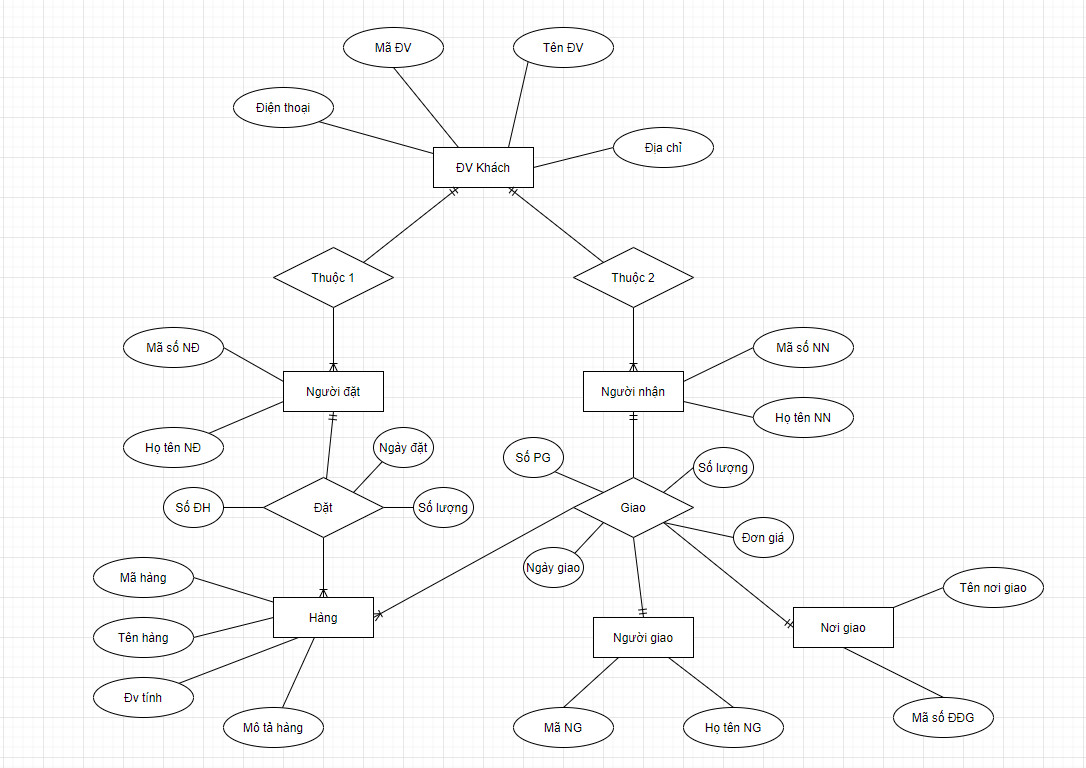 Mã ĐV
Tên ĐV
Điện thoại
Địa chỉ
ĐV Khách
Thuộc 1
Thuộc 2
Mã số NĐ
Mã số NN
Người đặt
Người nhận
Họ tên NĐ
Họ tên NN
Ngày đặt
Số PG
Số lượng
Số ĐH
Đặt
Số lượng
Giao
Đơn giá
Ngày giao
Mã hàng
Tên nơi giao
Hàng
Tên hàng
Người giao
Nơi giao
Đv tính
Mô tả hàng
Mã NG
Họ tên NG
Mã số ĐĐG